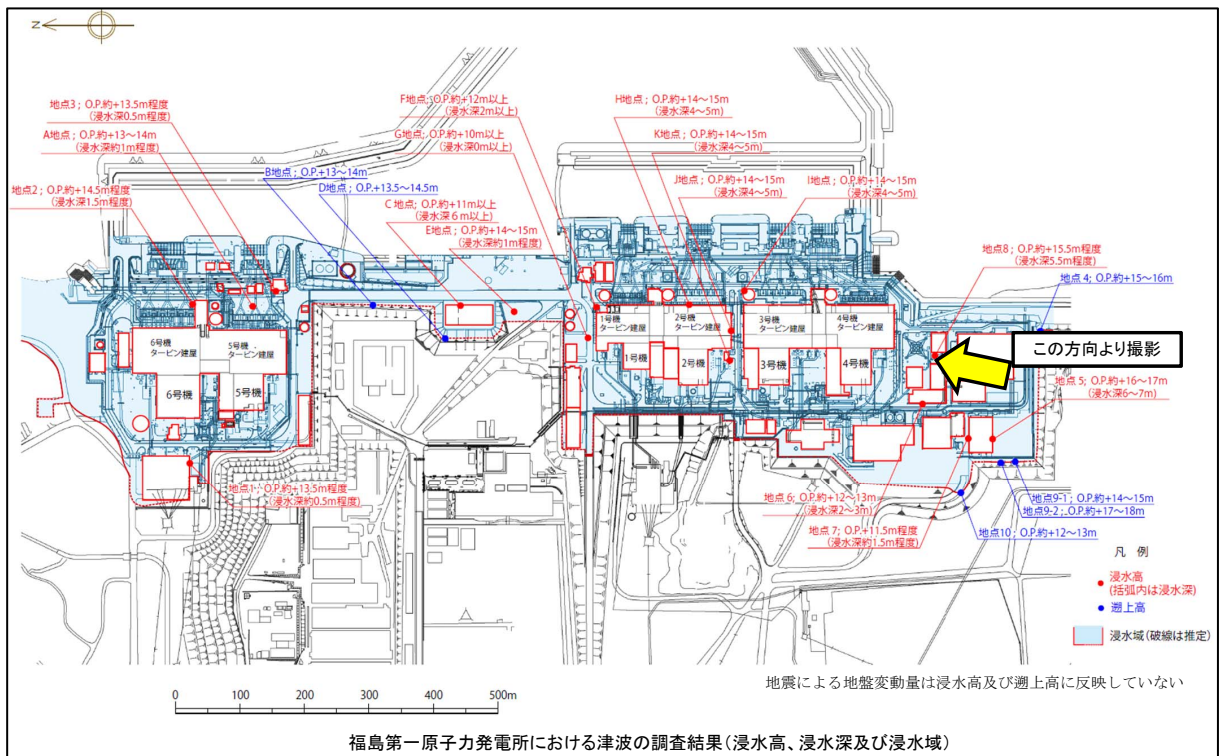 Z
地点3；O.P.約+13.5m程度
(浸水深0.5m程度)
A地点；O.P.約+13～14m
(浸水深約1m程度)
地点2；O.P.約+14.5m程度
(浸水深1.5m程度)
B地点；O.P.+13～14m
D地点；O.P.+13.5～14.5m
C 地点；O.P.約+11m以上
(浸水深６m以上)
E地点；O.P.約+14～15m
(浸水深約1m程度)
F地点；O.P.約+12m以上
(浸水深2m以上)
G地点；O.P.約+10m以上
(浸水深0m以上)
H地点；O.P.約+14～15m
(浸水深4～5m)
K地点；O.P.約+14～15m
(浸水深4～5m)
J地点；O.P.約+14～15m
(浸水深4～5m)
I地点；O.P.約+14～15m
(浸水深4～5m)
地点8；O.P.約+15.5m程度
(浸水深5.5m程度)
地点 4；O.P.約+15～16m
この方向より撮影
地点 5；O.P.約+16～17m
(浸水深6～7m)
6号機
タービン建屋
5号機
タービン建屋
6号機
5号機
1号機
タービン建屋
2号機
タービン建屋
3号機
タービン建屋
4号機
タービン建屋
1号機
2号機
3号機
4号機
地点1；O.P.約+13.5m程度
(浸水深約0.5m程度)
地点 6；O.P.約+12～13m
(浸水深2～3m)
地点 7；O.P.約+11.5m程度
(浸水深約1.5m程度)
地点9-1；O.P.約+14～15m
地点9-2；O.P.約+17～18m
地点10；O.P.約+12～13m
凡 例
浸水高
(括弧内は浸水深)
遡上高
浸水域(破線は推定)
地震による地盤変動量は浸水高及び遡上高に反映していない
0 100 200 300 400 500m
福島第一原子力発電所における津波の調査結果(浸水高、浸水深及び浸水域)